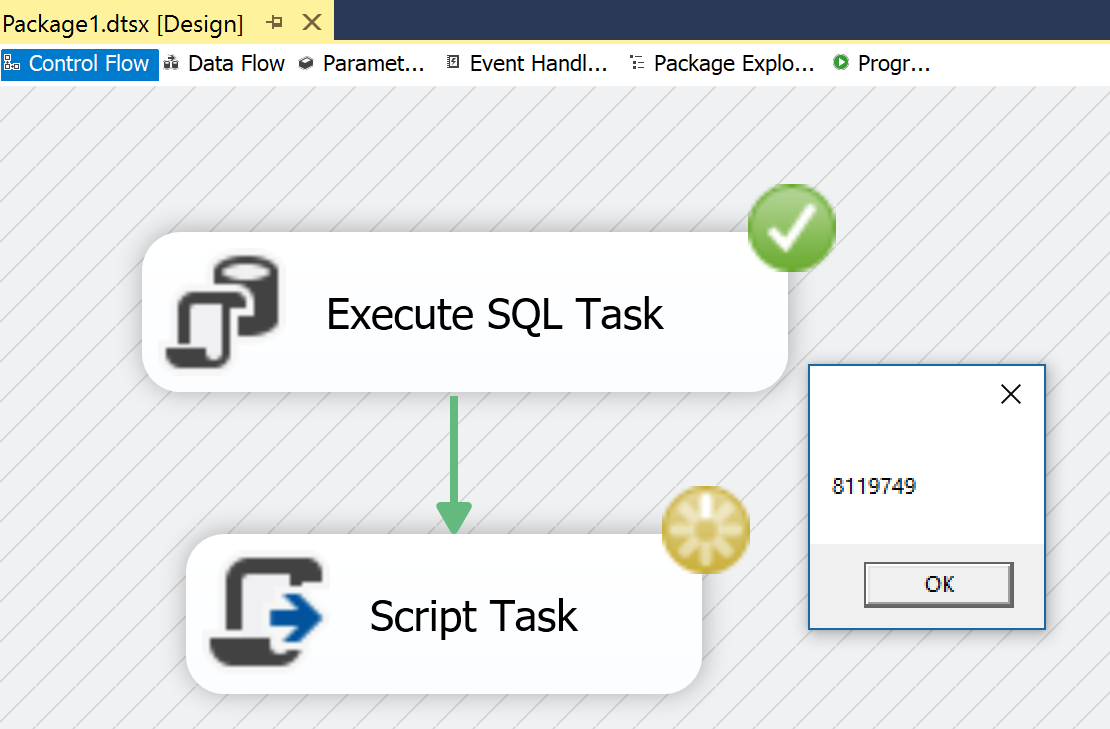 Package1.dtsx [Design]
Control Flow Data Flow Paramet... Event Handl... Package Explo... Progr...
Execute SQL Task
8119749
OK
Script Task